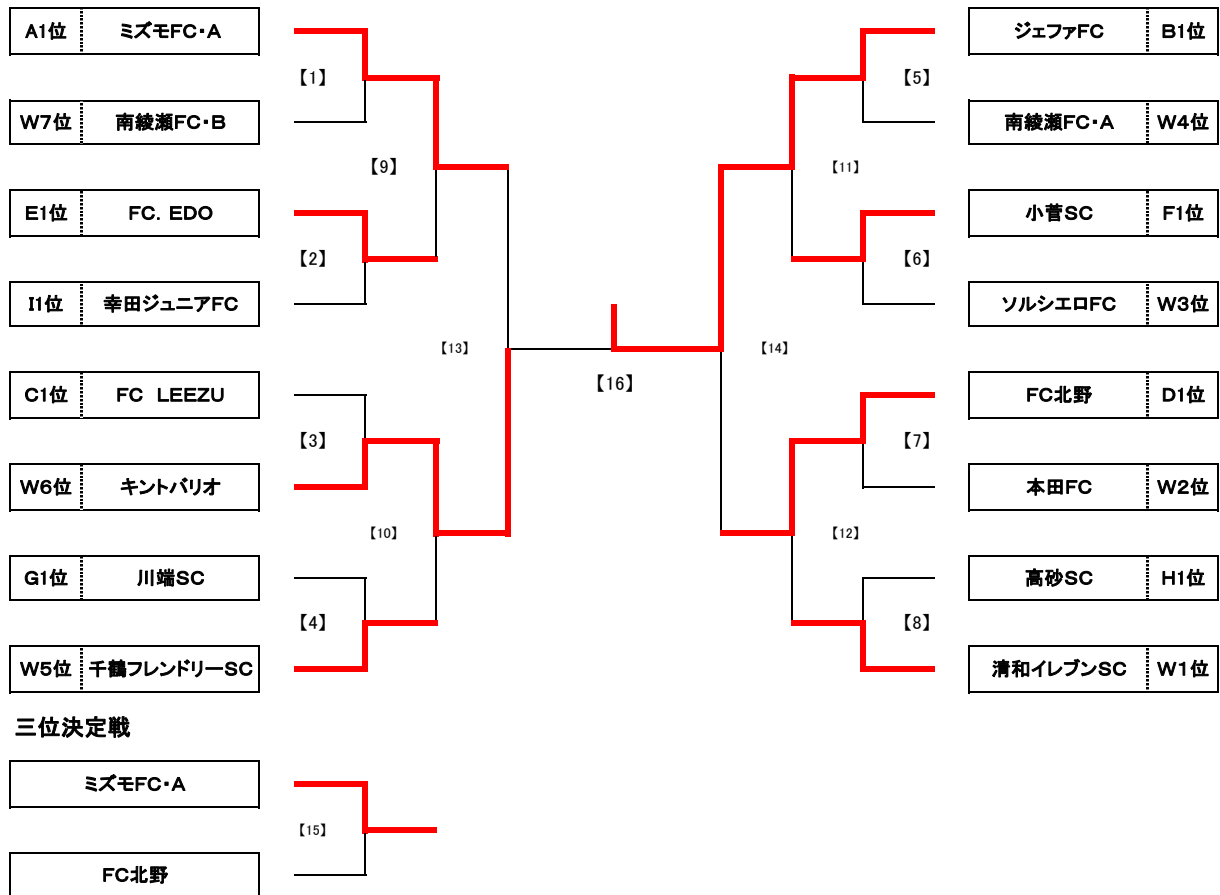 A1位 ミズモFC・A
【1】
W7位 南綾瀬FC・B
【9】
E1位 FC．EDO
【2】
I1位 幸田ジュニアFC
【13】
C1位 FC　LEEZU
【3】
W6位 キントバリオ
【10】
G1位 川端SC
【4】
W5位 千鶴フレンドリーSC
【16】
ジェファFC B1位
【5】
南綾瀬FC・A W4位
【11】
小菅SC F1位
【6】
ソルシエロFC W3位
【14】
FC北野 D1位
【7】
本田FC W2位
【12】
高砂SC H1位
【8】
清和イレブンSC W1位
三位決定戦
ミズモFC・A
【15】
FC北野